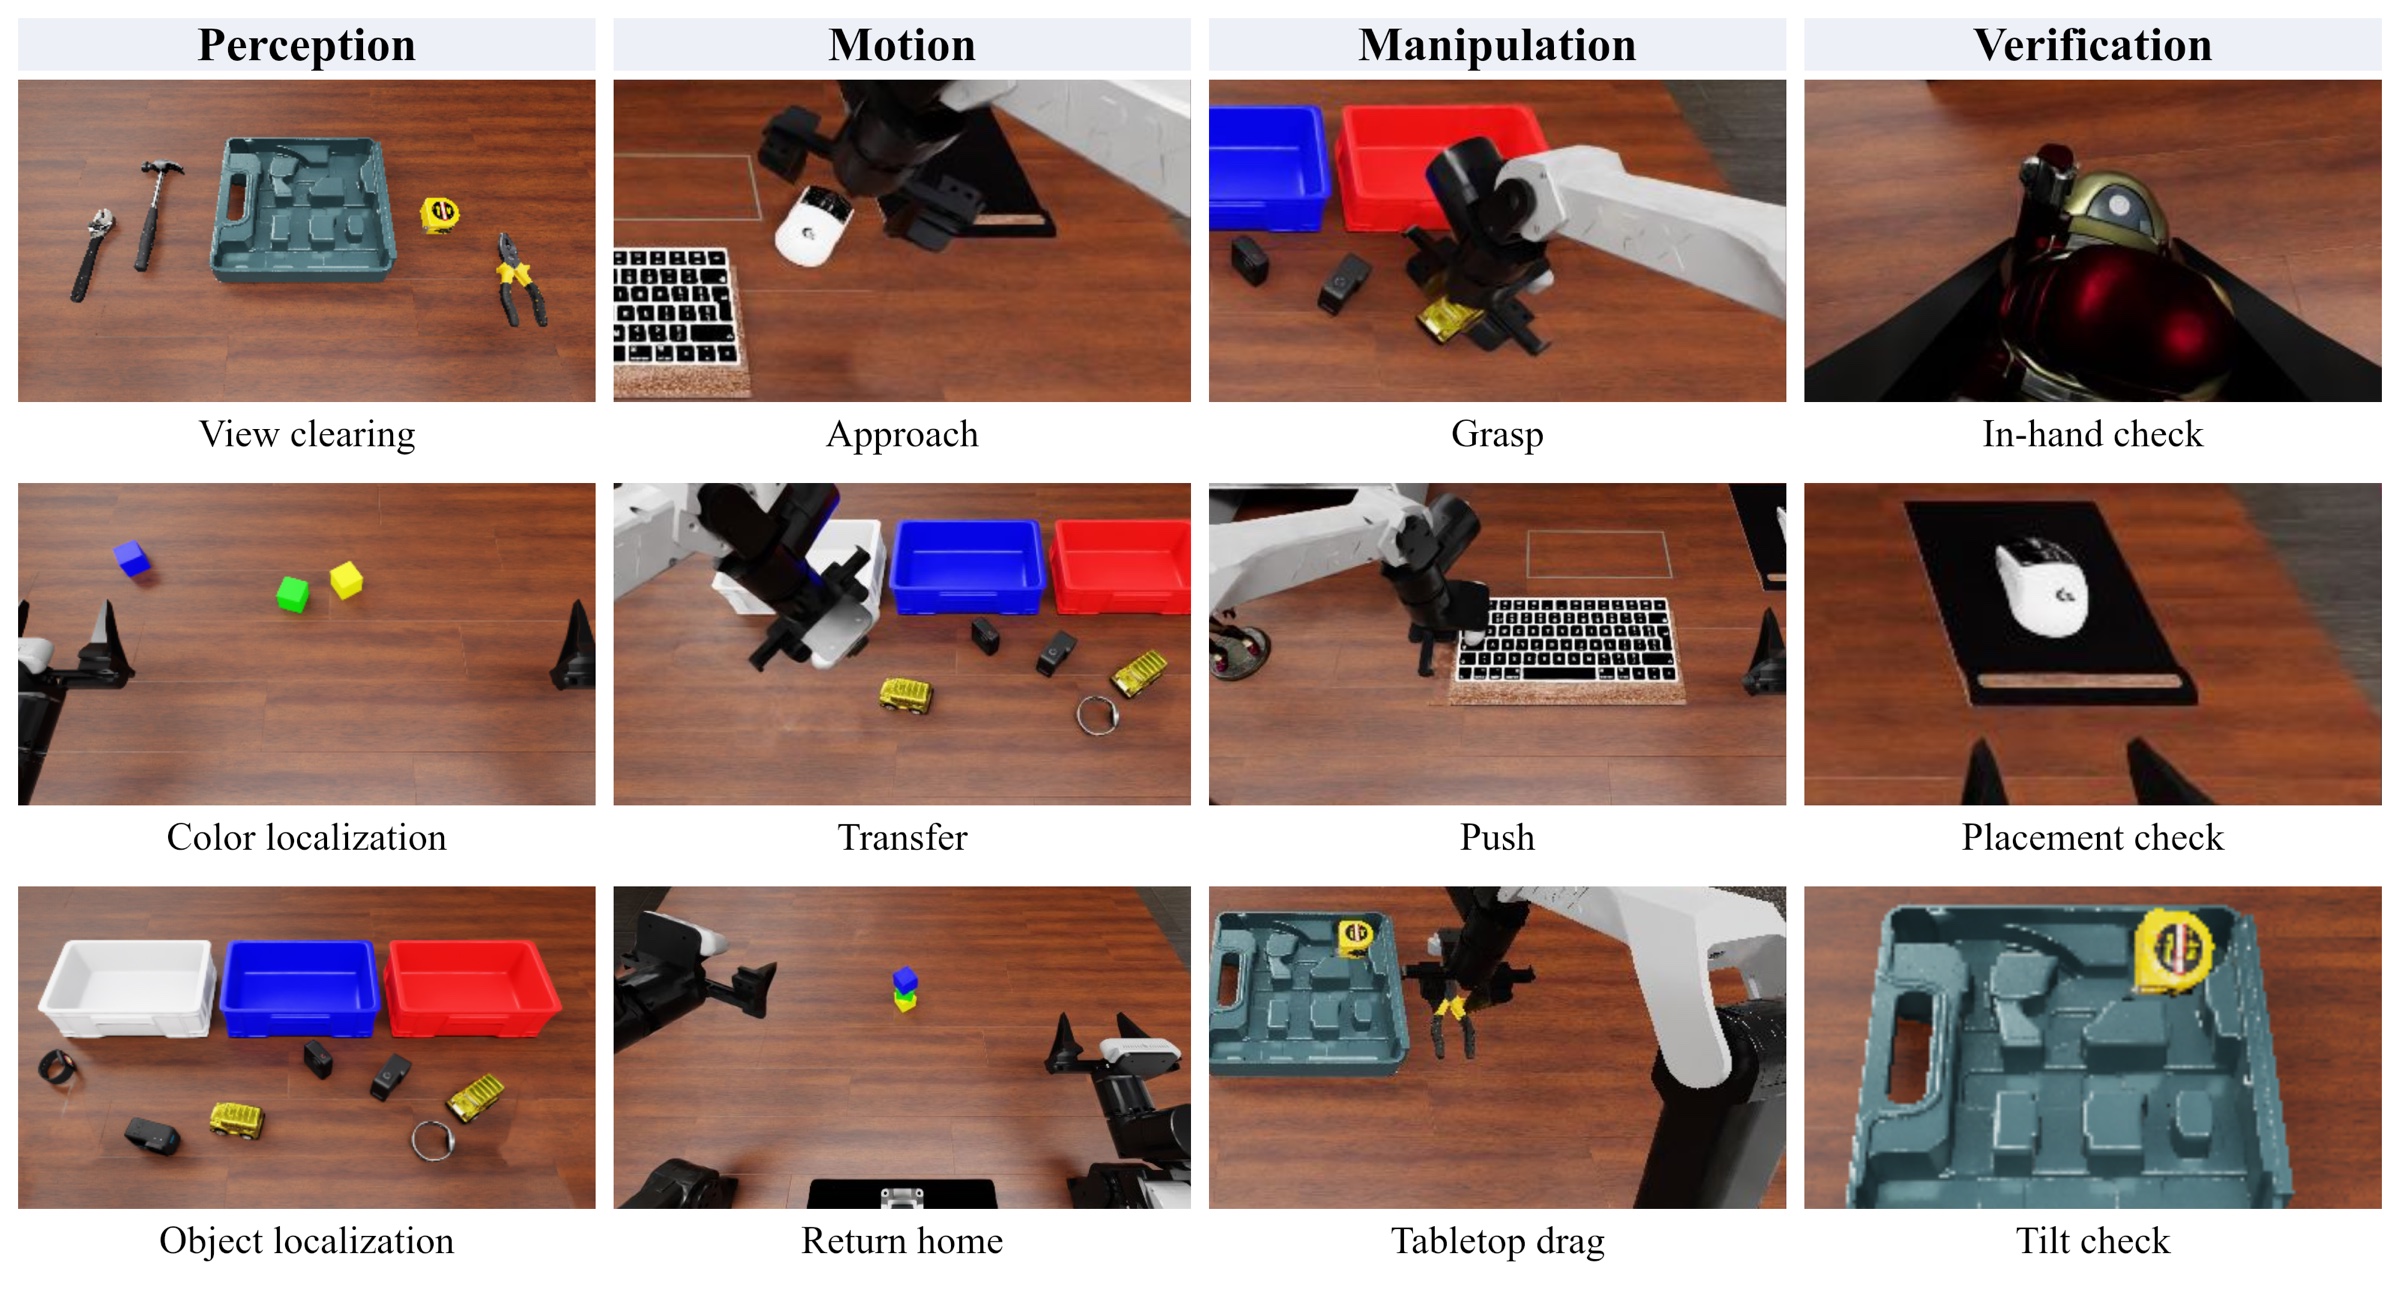 Perception
Motion
Manipulation
Verification
View clearing
Approach
Grasp
In-hand check
Color localization
Transfer
Push
Placement check
Object localization
Return home
Tabletop drag
Tilt check